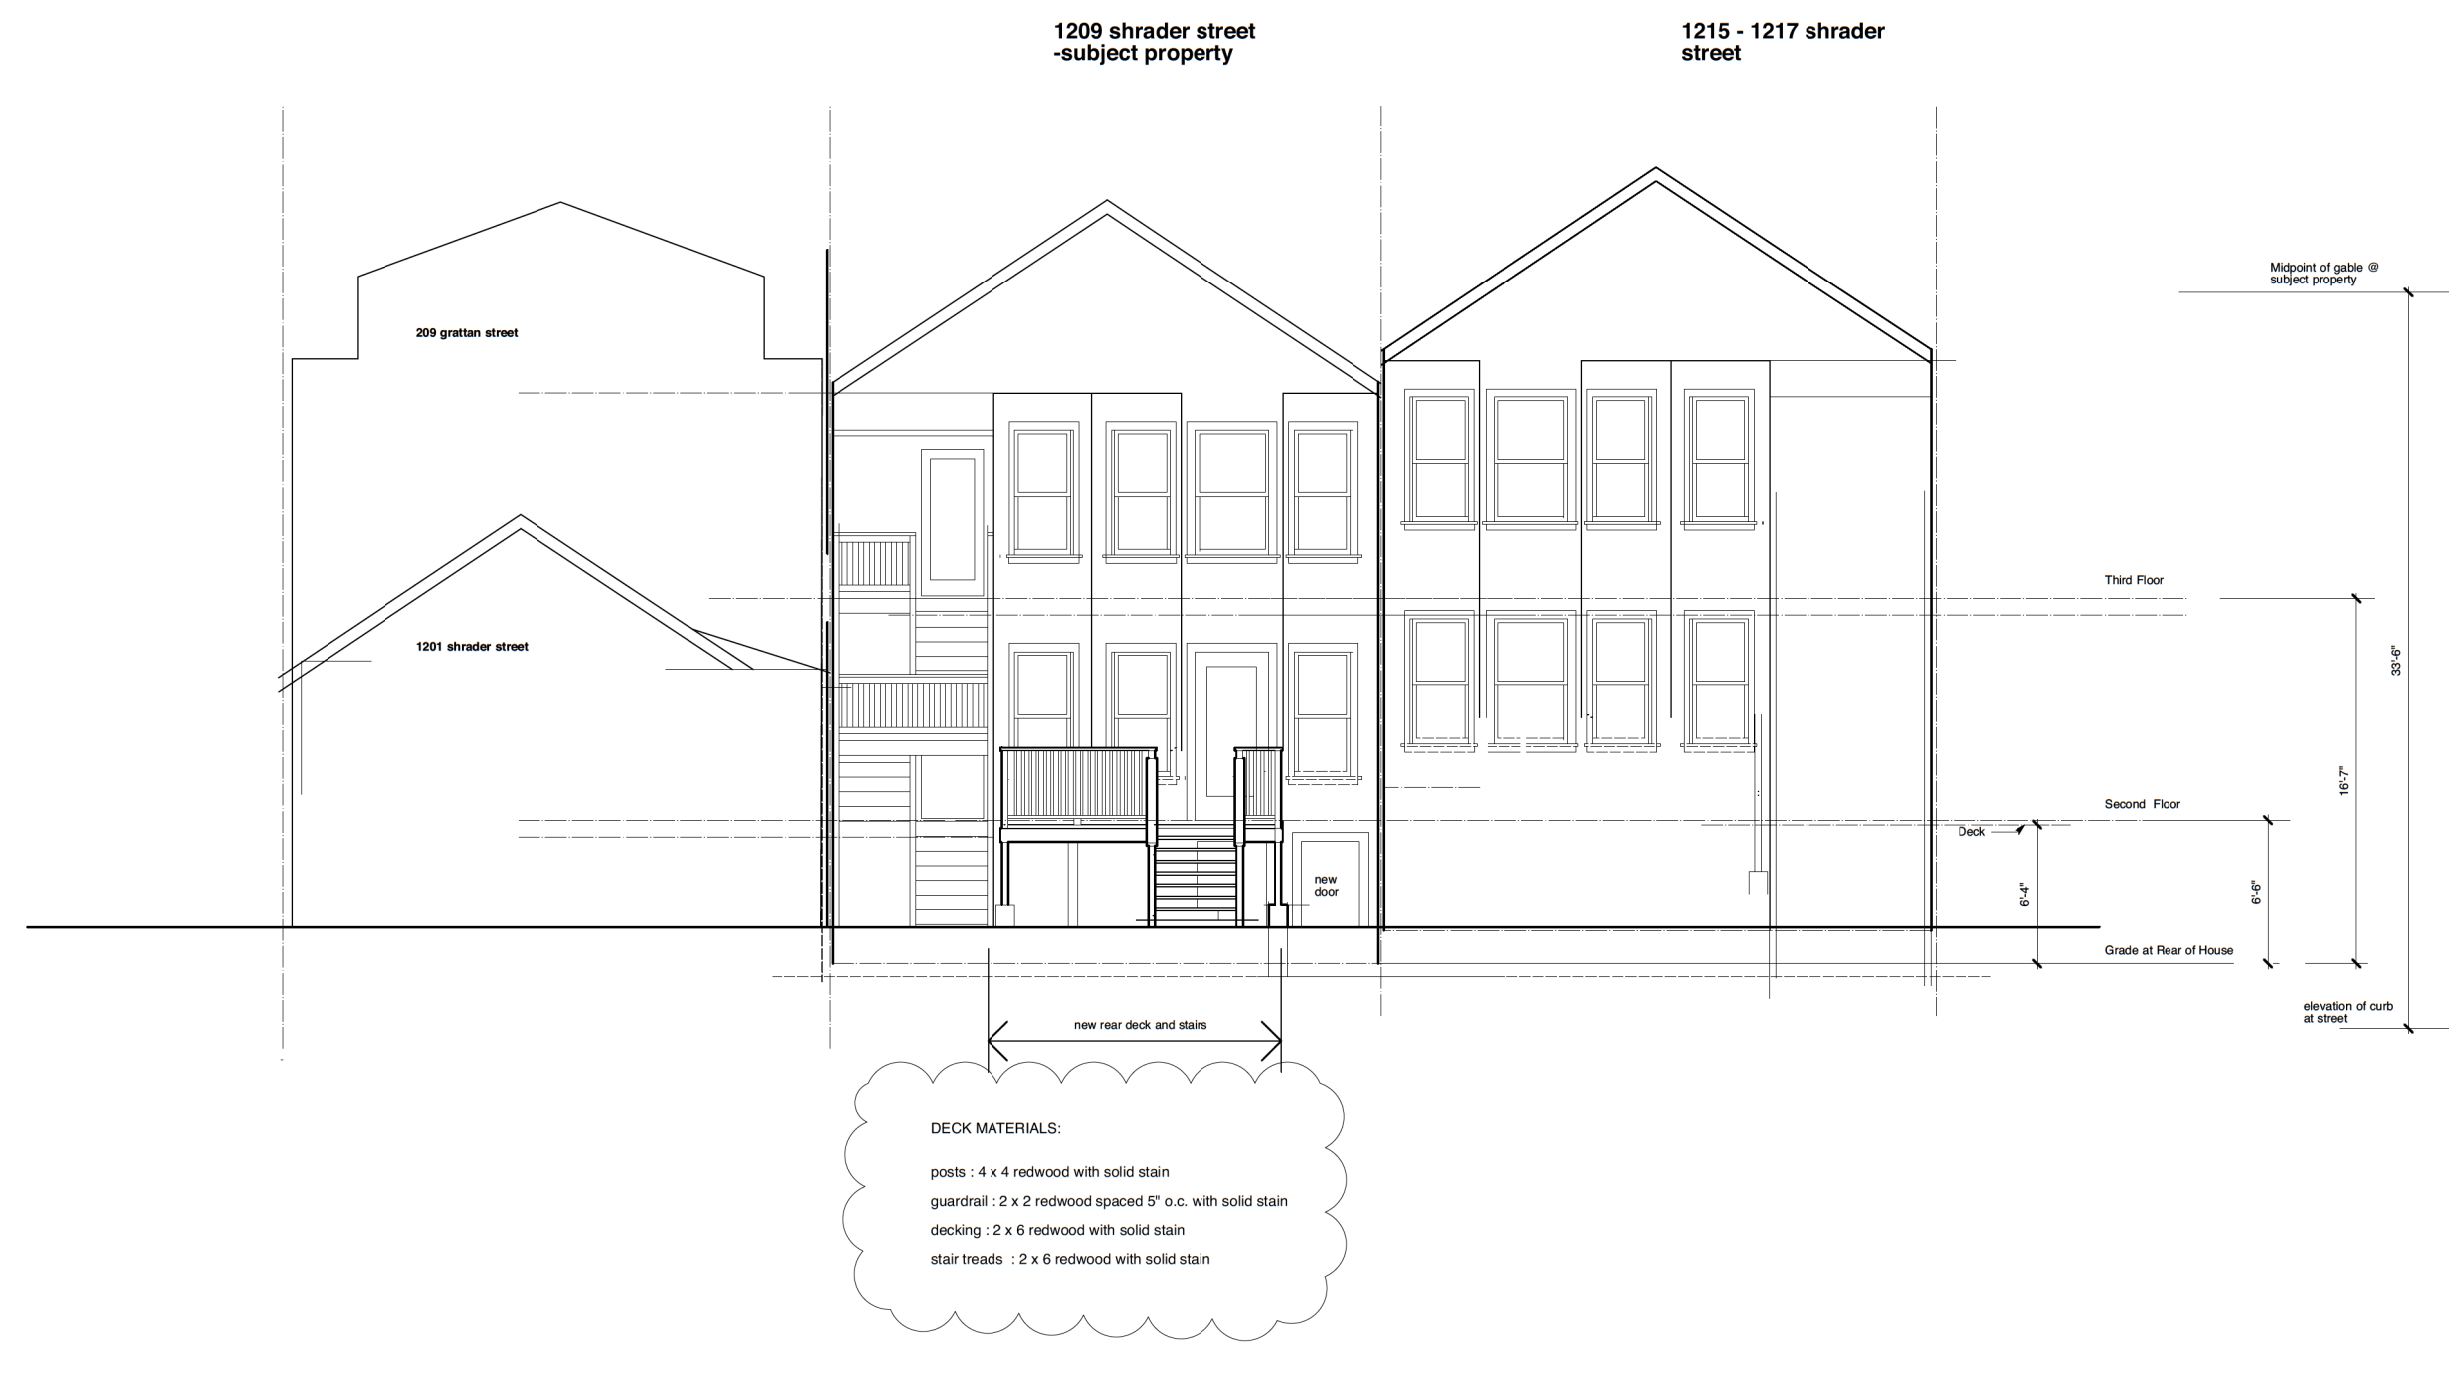 1209 shrader street
-subject property
1215 - 1217 shrader
street
Midpoint of gable @
subject property
209 grattan street
Third Floor
1201 shrader street
33'-6"
16'-7"
Second Floor
Deck
new
door
6'-4"
6'-6"
Grade at Rear of House
elevation of curb
at street
new rear deck and stairs
DECK MATERIALS:
posts : 4 x 4 redwood with solid stain
guardrail : 2 x 2 redwood spaced 5" o.c. with solid stain
decking : 2 x 6 redwood with solid stain
stair treads : 2 x 6 redwood with solid stain